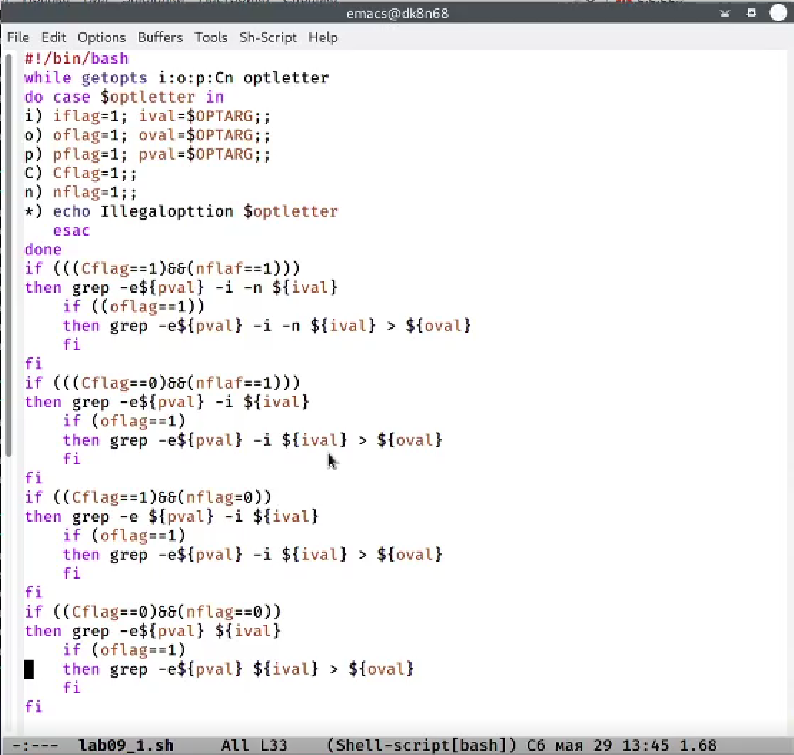 emacs@dk8n68
File Edit Options Buffers Tools Sh-Script Help
#!/bin/bash
while getopts i:o:p:Cn optletter
do case $optletter in
i) iflag=1; ival=$OPTARG;;
o) oflag=1; oval=$OPTARG;;
p) pflag=1; pval=$OPTARG;;
C) Cflag=1;;
n) nflag=1;;
*) echo Illegalopttion $optletter
   esac
done
if (((Cflag==1)&&(nflaf==1)))
then grep -e${pval} -i -n ${ival}
    if ((oflag==1))
    then grep -e${pval} -i -n ${ival} > ${oval}
    fi
fi
if (((Cflag==0)&&(nflaf==1)))
then grep -e${pval} -i ${ival}
    if (oflag==1)
    then grep -e${pval} -i ${ival} > ${oval}
    fi
fi
if ((Cflag==1)&&(nflag=0))
then grep -e ${pval} -i ${ival}
    if (oflag==1)
    then grep -e${pval} -i ${ival} > ${oval}
    fi
fi
if ((Cflag==0)&&(nflag==0))
then grep -e${pval} ${ival}
    if (oflag==1)
    then grep -e${pval} ${ival} > ${oval}
    fi
fi
-:--- lab09_1.sh All L33 (Shell-script[bash]) Сб мая 29 13:45 1.68